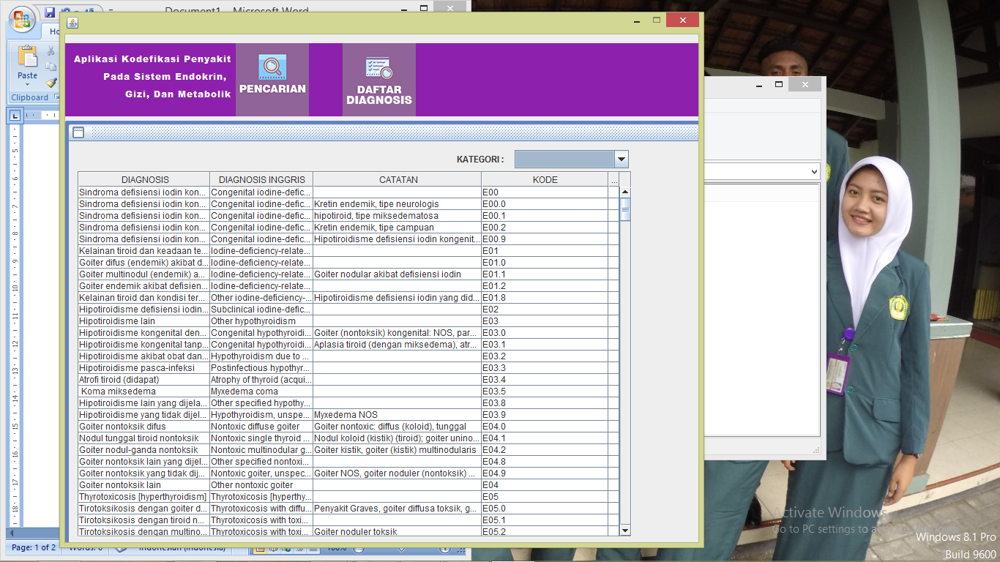 Document1 - Microsoft Word
Paste
Clipboard
Aplikasi Kodefikasi Penyakit
Pada Sistem Endokrin,
Gizi, Dan Metabolik
PENCARIAN
DAFTAR
DIAGNOSIS
KATEGORI :
DIAGNOSIS DIAGNOSIS INGGRIS CATATAN KODE ...
Sindroma defisiensi iodin kon... Congenital iodine-defic... E00
Sindroma defisiensi iodin kon... Congenital iodine-defic... Kretin endemik, tipe neurologis E00.0
Sindroma defisiensi iodin kon... Congenital iodine-defic... hipotiroid, tipe miksedematosa E00.1
Sindroma defisiensi iodin kon... Congenital iodine-defic... Kretin endemik, tipe campuan E00.2
Sindroma defisiensi iodin kon... Congenital iodine-defic... Hipotiroidisme defisiensi iodin kongenit... E00.9
Kelainan tiroid dan keadaan te... Iodine-deficiency-relate... E01
Goiter difus (endemik) akibat d... Iodine-deficiency-relate... E01.0
Goiter multinodul (endemik) a... Iodine-deficiency-relate... Goiter nodular akibat defisiensi iodin E01.1
Goiter endemik akibat defisien... Iodine-deficiency-relate... E01.2
Kelainan tiroid dan kondisi ter... Other iodine-deficiency-... Hipotiroidisme defisiensi iodin yang did... E01.8
Hipotiroidisme defisiensi iodin... Subclinical iodine-defic... E02
Hipotiroidisme lain Other hypothyroidism E03
Hipotiroidisme kongenital den... Congenital hypothyroidi... Goiter (nontoksik) kongenital: NOS, par... E03.0
Hipotiroidisme kongenital tanp... Congenital hypothyroidi... Aplasia tiroid (dengan miksedema), atr... E03.1
Hipotiroidisme akibat obat dan... Hypothyroidism due to ... E03.2
Hipotiroidisme pasca-infeksi Postinfectious hypothyr... E03.3
Atrofi tiroid (didapat) Atrophy of thyroid (acqui... E03.4
Koma miksedema Myxedema coma E03.5
Hipotiroidisme lain yang dijela... Other specified hypothy... E03.8
Hipotiroidisme yang tidak dijel... Hypothyroidism, unspe... Myxedema NOS E03.9
Goiter nontoksik difus Nontoxic diffuse goiter Goiter nontoxic: diffus (koloid), tunggal E04.0
Nodul tunggal tiroid nontoksik Nontoxic single thyroid ... Nodul koloid (kistik) (tiroid); goiter unino... E04.1
Goiter nodul-ganda nontoksik Nontoxic multinodular g... Goiter kistik, goiter (kistik) multinodularis E04.2
Goiter nontoksik lain yang dijel... Other specified nontoxi... E04.8
Goiter nontoksik yang tidak dij... Nontoxic goiter, unspec... Goiter NOS, goiter noduler (nontoksik) ... E04.9
Goiter nontoksik lain Other nontoxic goiter E04
Thyrotoxicosis [hyperthyroidism] Thyrotoxicosis [hyperthy... E05
Tirotoksikosis dengan goiter d... Thyrotoxicosis with diffu... Penyakit Graves, goiter diffusa toksik, g... E05.0
Tirotoksikosis dengan tiroid n... Thyrotoxicosis with toxi... E05.1
Tirotoksikosis dengan multino... Thyrotoxicosis with toxi... Goiter noduler toksik E05.2
Page: 1 of 2
Activate Windows
Go to PC settings to activate Windows.
Windows 8.1 Pro
Build 9600